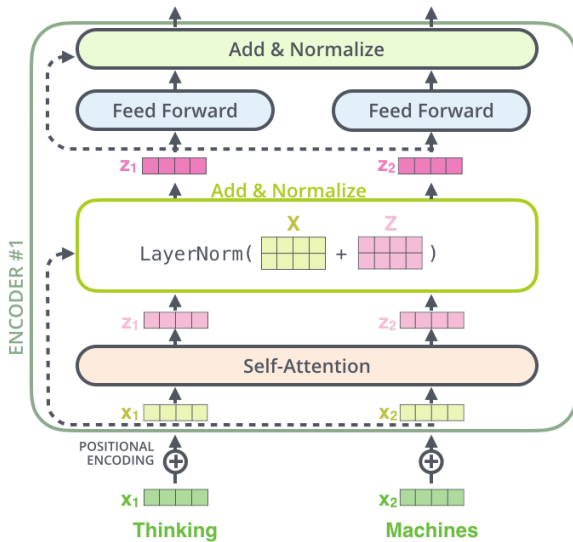 Add & Normalize
Feed Forward Feed Forward
z1 z2
Add & Normalize
X Z
LayerNorm( + )
ENCODER #1
z1 z2
Self-Attention
x1 x2
POSITIONAL
ENCODING
x1 x2
Thinking Machines